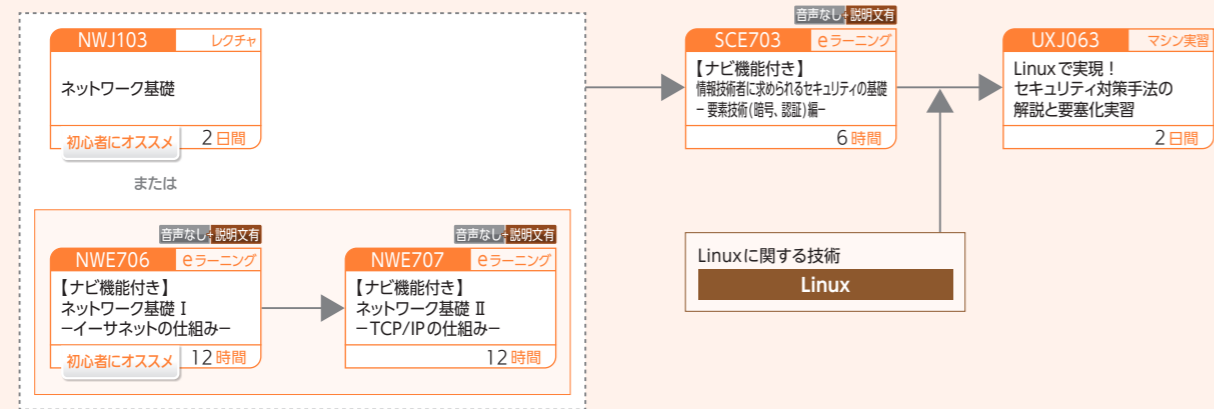 NWJ103 レクチャ
ネットワーク基礎
初心者にオススメ 2日間
または
音声なし+説明文有
NWE706 eラーニング
【ナビ機能付き】
ネットワーク基礎 Ⅰ
−イーサネットの仕組み−
初心者にオススメ 12時間
音声なし+説明文有
NWE707 eラーニング
【ナビ機能付き】
ネットワーク基礎 Ⅱ
−TCP/IPの仕組み−
12時間
音声なし+説明文有
SCE703 eラーニング
【ナビ機能付き】
情報技術者に求められるセキュリティの基礎
−要素技術(暗号、認証)編−
6時間
Linuxに関する技術
Linux
UXJ063 マシン実習
Linuxで実現！
セキュリティ対策手法の
解説と要塞化実習
2日間